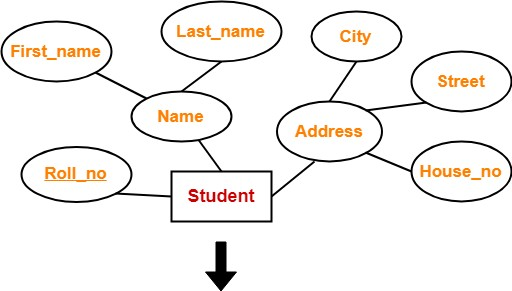 Last_name
City
First_name
Street
Name
Address
Roll_no
House_no
Student